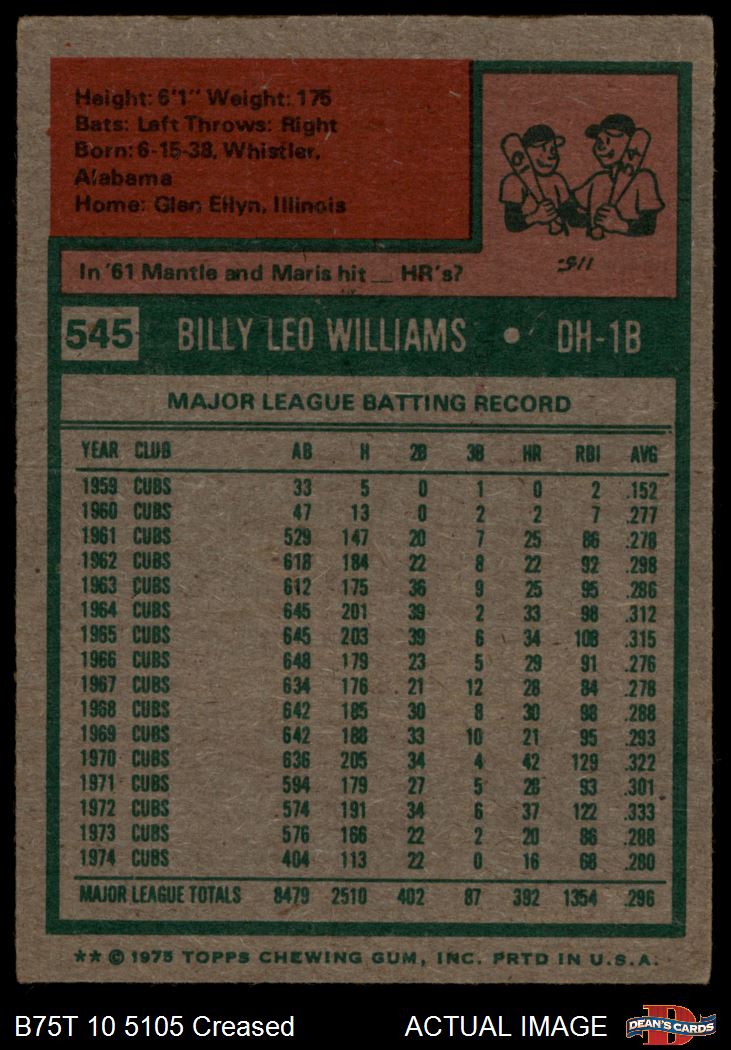 Height: 6'1" Weight: 175
Bats: Left Throws: Right
Born: 6-15-38, Whistler,
Alabama
Home: Glen Ellyn, Illinois
115.
In '61 Mantle and Maris hit __ HR's?
545 BILLY LEO WILLIAMS • DH-1B
MAJOR LEAGUE BATTING RECORD
YEAR CLUB AB H 2B 3B HR RBI AVG
1959 CUBS 33 5 0 1 0 2 .152
1960 CUBS 47 13 0 2 2 7 .277
1961 CUBS 529 147 20 7 25 86 .278
1962 CUBS 618 184 22 8 22 92 .298
1963 CUBS 612 175 36 9 25 95 .286
1964 CUBS 645 201 39 2 33 98 .312
1965 CUBS 645 203 39 6 34 108 .315
1966 CUBS 648 179 23 5 29 91 .276
1967 CUBS 634 176 21 12 28 84 .278
1968 CUBS 642 185 30 8 30 98 .288
1969 CUBS 642 188 33 10 21 95 .293
1970 CUBS 636 205 34 4 42 129 .322
1971 CUBS 594 179 27 5 28 93 .301
1972 CUBS 574 191 34 6 37 122 .333
1973 CUBS 576 166 22 2 20 86 .288
1974 CUBS 404 113 22 0 16 68 .280
MAJOR LEAGUE TOTALS 8479 2510 402 87 392 1354 .296
** © 1975 TOPPS CHEWING GUM, INC. PRTD IN U.S.A.
B75T 10 5105 Creased ACTUAL IMAGE
D
DEAN'S CARDS